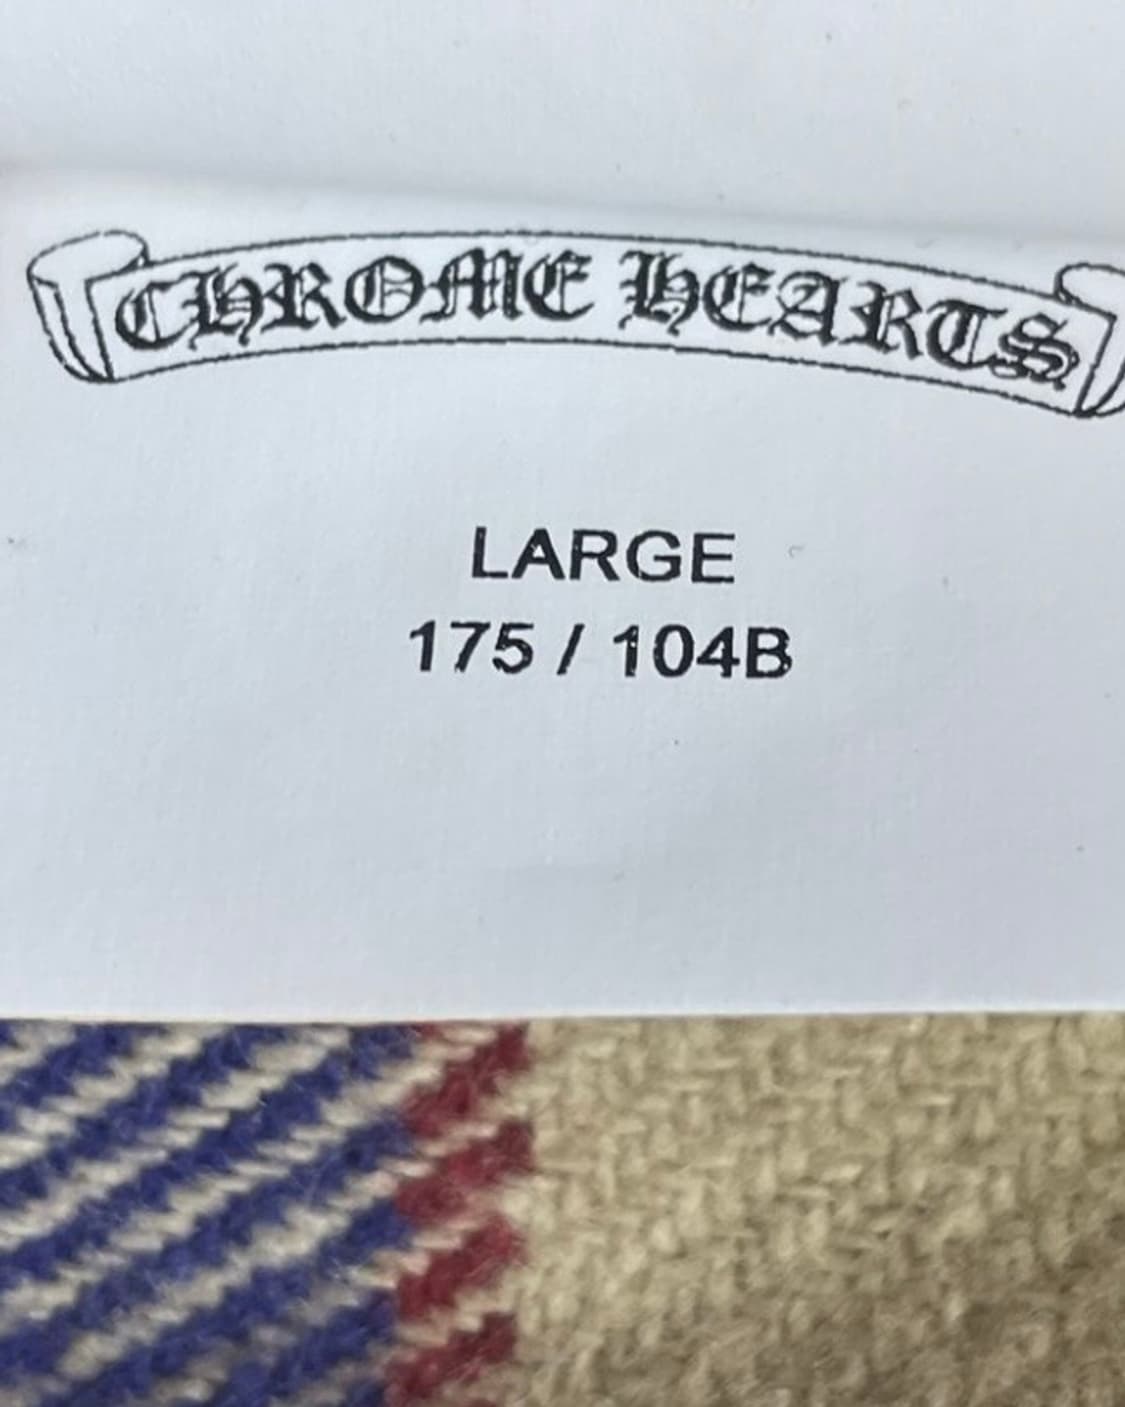 CHROME HEARTS
LARGE
175 / 104B